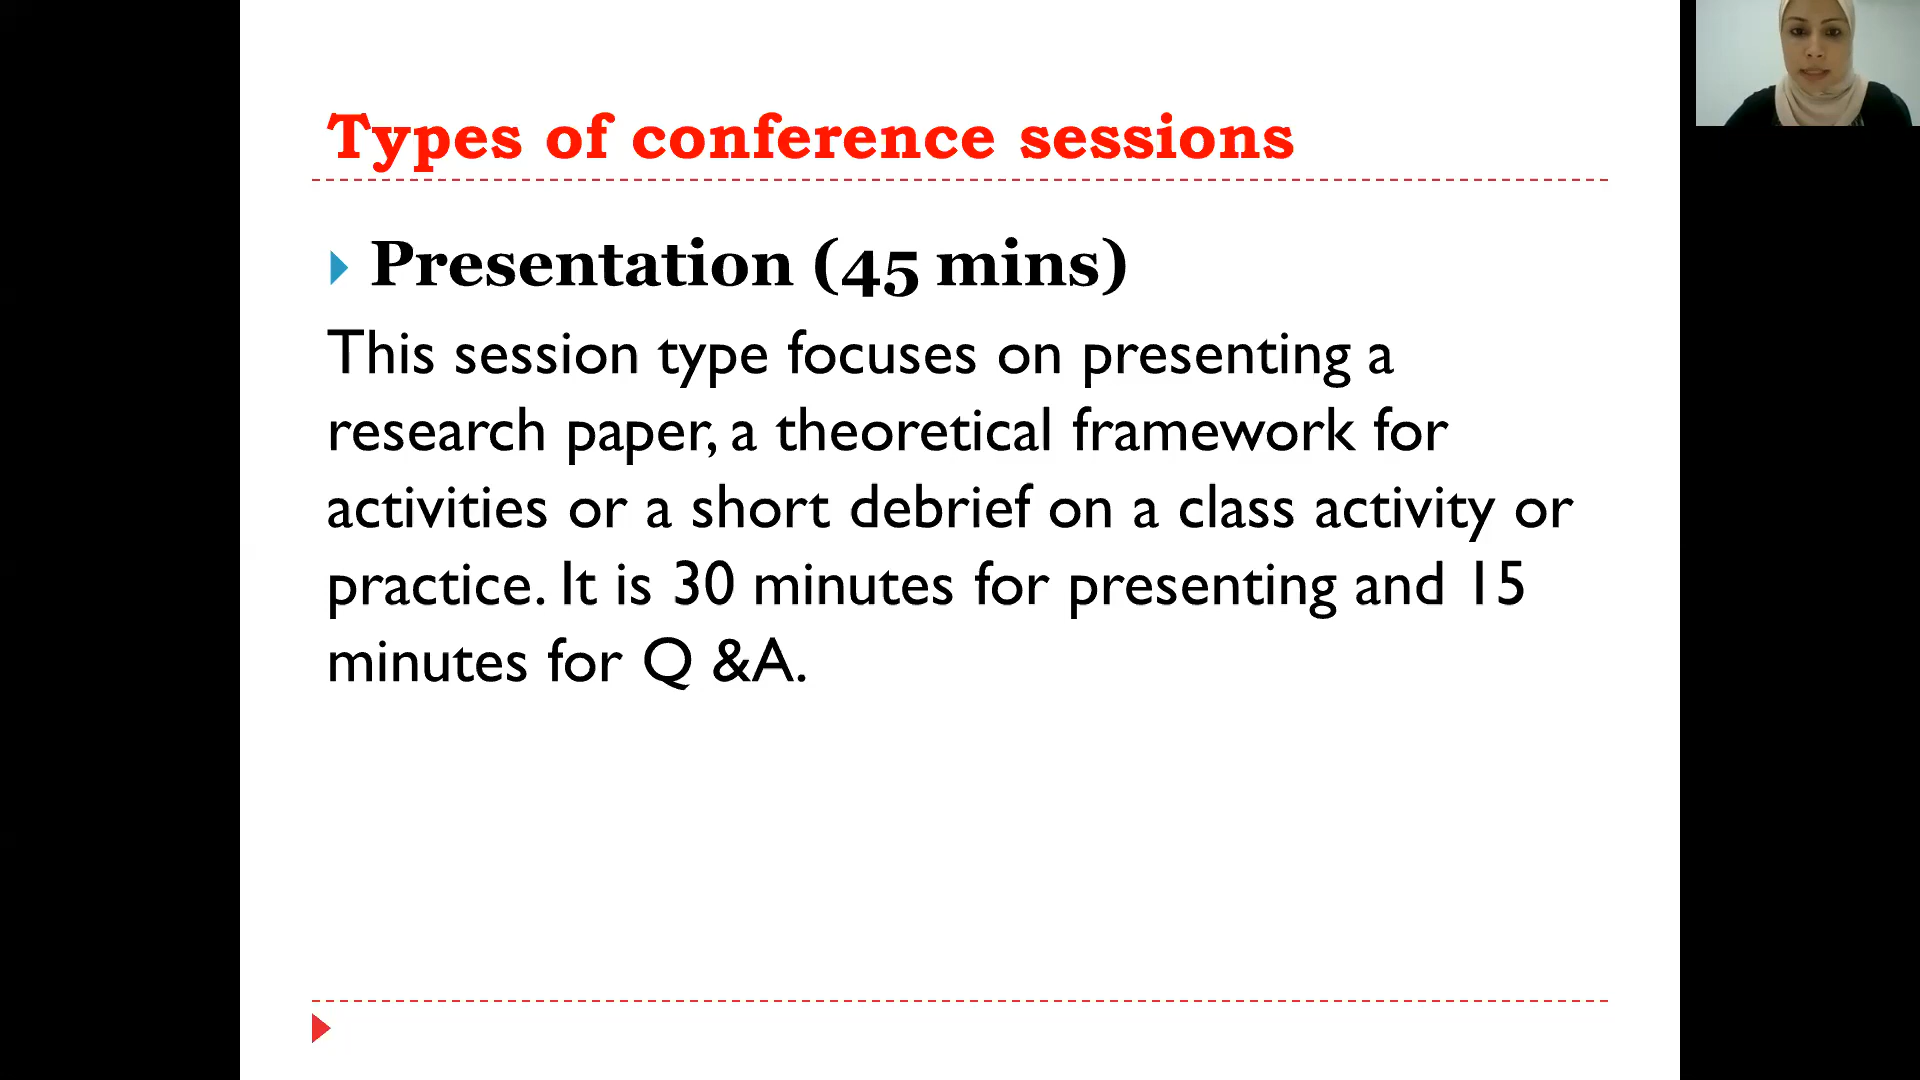 Types of conference sessions
Presentation (45 mins)
This session type focuses on presenting a
research paper, a theoretical framework for
activities or a short debrief on a class activity or
practice. It is 30 minutes for presenting and 15
minutes for Q &A.